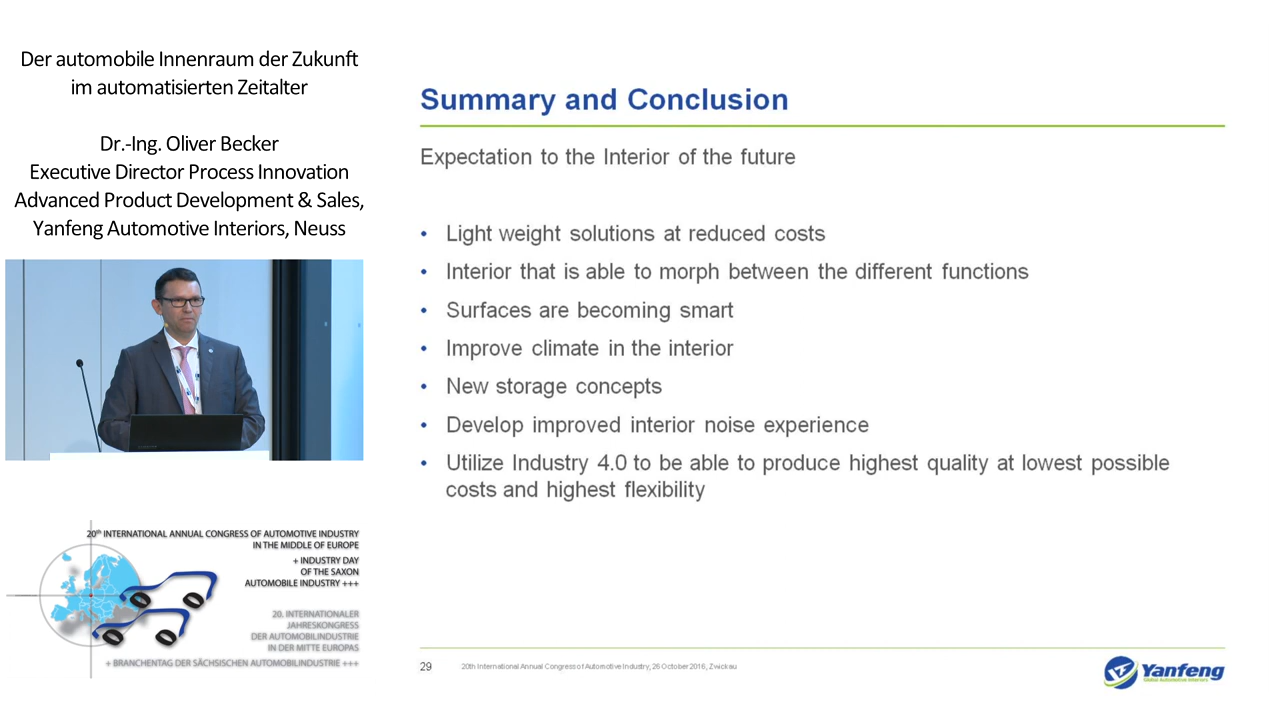 Der automobile Innenraum der Zukunft
im automatisierten Zeitalter
Dr.-Ing. Oliver Becker
Executive Director Process Innovation
Advanced Product Development & Sales,
Yanfeng Automotive Interiors, Neuss
20th INTERNATIONAL ANNUAL CONGRESS OF AUTOMOTIVE INDUSTRY
IN THE MIDDLE OF EUROPE
+ INDUSTRY DAY
OF THE SAXON
AUTOMOBILE INDUSTRY +++
20. INTERNATIONALER
JAHRESKONGRESS
DER AUTOMOBILINDUSTRIE
IN DER MITTE EUROPAS
+ BRANCHENTAG DER SÄCHSISCHEN AUTOMOBILINDUSTRIE +++
Summary and Conclusion
Expectation to the Interior of the future
• Light weight solutions at reduced costs
• Interior that is able to morph between the different functions
• Surfaces are becoming smart
• Improve climate in the interior
• New storage concepts
• Develop improved interior noise experience
• Utilize Industry 4.0 to be able to produce highest quality at lowest possible
costs and highest flexibility
29 20th International Annual Congress of Automotive Industry, 26 October 2016, Zwickau
Yanfeng
Global Automotive Interiors